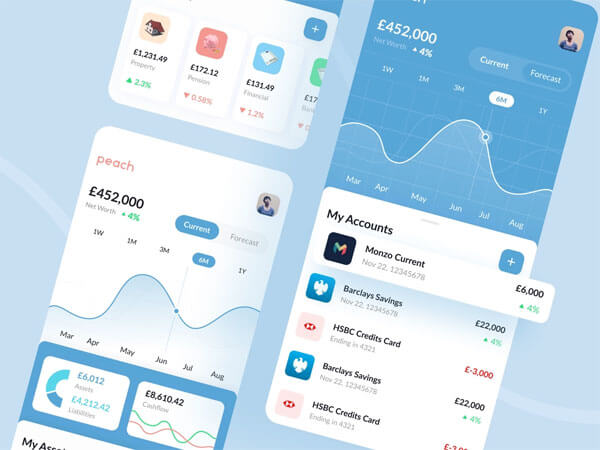 £1,231.49
Property
▲ 2.3%
£172.12
Pension
▼ 0.58%
£131.49
Financial
▼ 1.2%
£17
Ban
+
peach
£452,000
Net Worth ▲ 4%
Current
Forecast
1W
1M
3M
6M
1Y
Mar
Apr
May
Jun
Jul
Aug
£6,012
Assets
£4,212.42
Liabilities
£8,610.42
Cashflow
My Asse
£452,000
Net Worth ▲ 4%
Current
Forecast
1W
1M
3M
6M
1Y
Mar
Apr
May
Jun
Jul
Aug
My Accounts
+
Monzo Current
Nov 22, 12345678
£6,000
▲ 4%
Barclays Savings
Nov 22, 12345678
£22,000
▲ 4%
HSBC Credits Card
Ending in 4321
£-3,000
Barclays Savings
Nov 22, 12345678
£22,000
▲ 4%
HSBC Credits Card
Ending in 4321